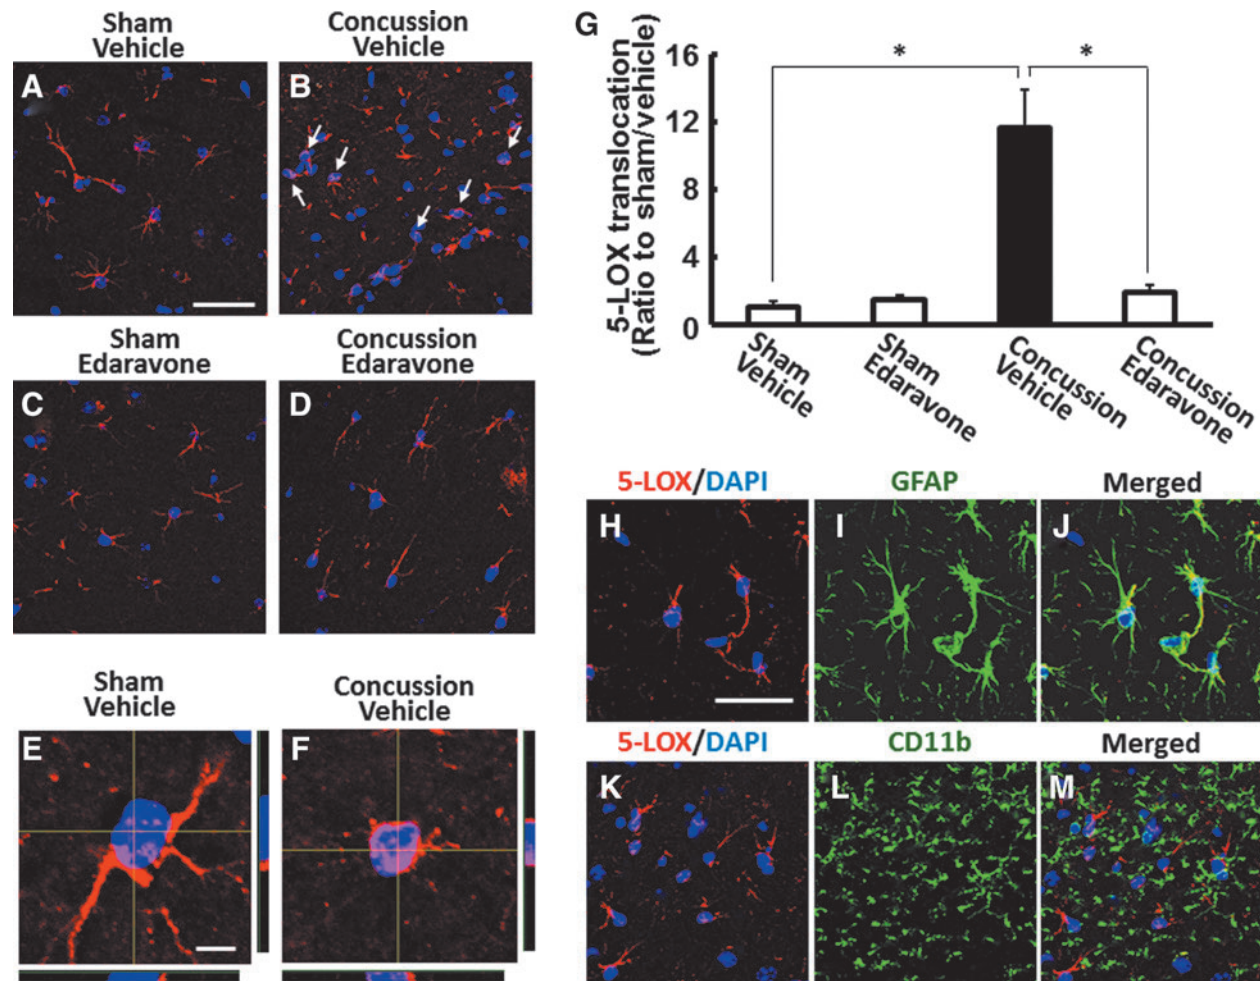 Sham
Vehicle
Concussion
Vehicle
A
B
Sham
Edaravone
Concussion
Edaravone
C
D
Sham
Vehicle
Concussion
Vehicle
E
F
G
5-LOX translocation
(Ratio to sham/vehicle)
16
12
8
4
0
*
*
Sham
Vehicle
Sham
Edaravone
Concussion
Vehicle
Concussion
Edaravone
5-LOX/DAPI
GFAP
Merged
H
I
J
5-LOX/DAPI
CD11b
Merged
K
L
M